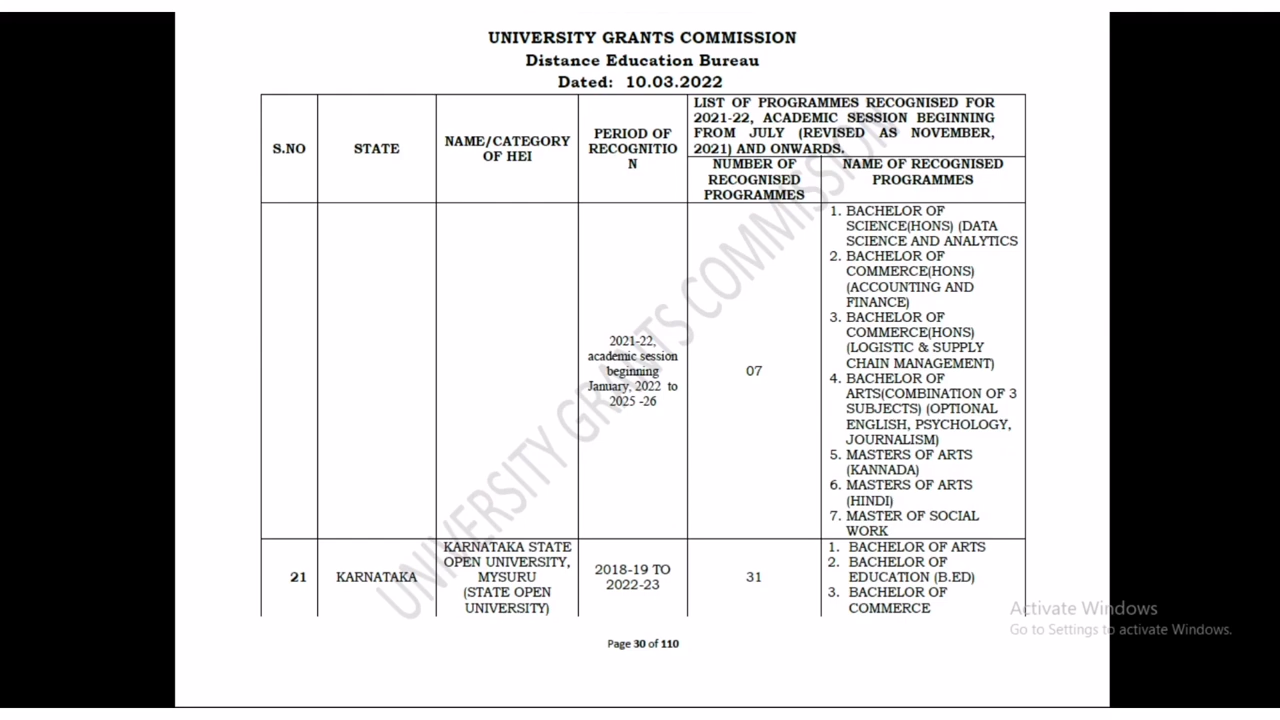 UNIVERSITY GRANTS COMMISSION
Distance Education Bureau
Dated: 10.03.2022
S.NO
STATE
NAME/CATEGORY
OF HEI
PERIOD OF
RECOGNITIO
N
LIST OF PROGRAMMES RECOGNISED FOR
2021-22, ACADEMIC SESSION BEGINNING
FROM JULY (REVISED AS NOVEMBER,
2021) AND ONWARDS.
NUMBER OF
RECOGNISED
PROGRAMMES
NAME OF RECOGNISED
PROGRAMMES
2021-22,
academic session
beginning
January, 2022 to
2025 -26
07
1. BACHELOR OF
SCIENCE(HONS) (DATA
SCIENCE AND ANALYTICS
2. BACHELOR OF
COMMERCE(HONS)
(ACCOUNTING AND
FINANCE)
3. BACHELOR OF
COMMERCE(HONS)
(LOGISTIC & SUPPLY
CHAIN MANAGEMENT)
4. BACHELOR OF
ARTS(COMBINATION OF 3
SUBJECTS) (OPTIONAL
ENGLISH, PSYCHOLOGY,
JOURNALISM)
5. MASTERS OF ARTS
(KANNADA)
6. MASTERS OF ARTS
(HINDI)
7. MASTER OF SOCIAL
WORK
21
KARNATAKA
KARNATAKA STATE
OPEN UNIVERSITY,
MYSURU
(STATE OPEN
UNIVERSITY)
2018-19 TO
2022-23
31
1. BACHELOR OF ARTS
2. BACHELOR OF
EDUCATION (B.ED)
3. BACHELOR OF
COMMERCE
UNIVERSITY GRANTS COMMISSION
Page 30 of 110
Activate Windows
Go to Settings to activate Windows.